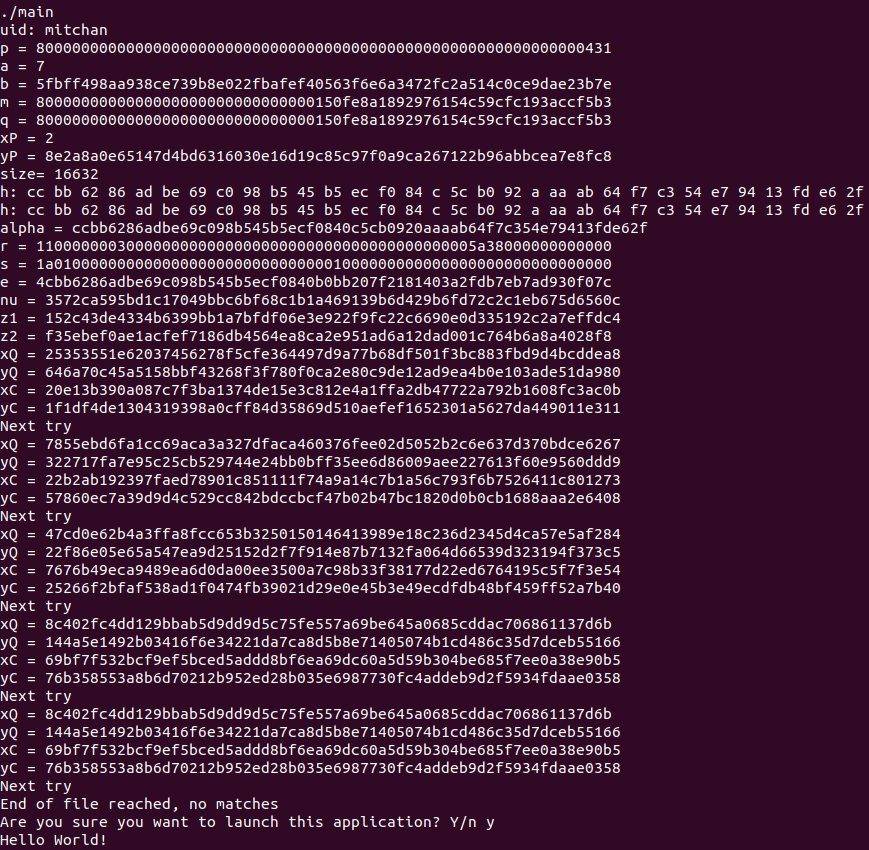 ./main
uid: mitchan
p = 8000000000000000000000000000000000000000000000000000000000000431
a = 7
b = 5fbff498aa938ce739b8e022fbafef40563f6e6a3472fc2a514c0ce9dae23b7e
m = 8000000000000000000000000000000150fe8a1892976154c59cfc193accf5b3
q = 8000000000000000000000000000000150fe8a1892976154c59cfc193accf5b3
xP = 2
yP = 8e2a8a0e65147d4bd6316030e16d19c85c97f0a9ca267122b96abbcea7e8fc8
size= 16632
h: cc bb 62 86 ad be 69 c0 98 b5 45 b5 ec f0 84 c 5c b0 92 a aa ab 64 f7 c3 54 e7 94 13 fd e6 2f
h: cc bb 62 86 ad be 69 c0 98 b5 45 b5 ec f0 84 c 5c b0 92 a aa ab 64 f7 c3 54 e7 94 13 fd e6 2f
alpha = ccbb6286adbe69c098b545b5ecf0840c5cb0920aaaab64f7c354e79413fde62f
r = 1100000003000000000000000000000000000000000000000005a38000000000000
s = 1a01000000000000000000000000000001000000000000000000000000000000
e = 4cbb6286adbe69c098b545b5ecf0840b0bb207f2181403a2fdb7eb7ad930f07c
nu = 3572ca595bd1c17049bbc6bf68c1b1a469139b6d429b6fd72c2c1eb675d6560c
z1 = 152c43de4334b6399bb1a7bfdf06e3e922f9fc22c6690e0d335192c2a7effdc4
z2 = f35ebef0ae1acfef7186db4564ea8ca2e951ad6a12dad001c764b6a8a4028f8
xQ = 25353551e62037456278f5cfe364497d9a77b68df501f3bc883fbd9d4bcddea8
yQ = 646a70c45a5158bbf43268f3f780f0ca2e80c9de12ad9ea4b0e103ade51da980
xC = 20e13b390a087c7f3ba1374de15e3c812e4a1ffa2db47722a792b1608fc3ac0b
yC = 1f1df4de1304319398a0cff84d35869d510aefef1652301a5627da449011e311
Next try
xQ = 7855ebd6fa1cc69aca3a327dfaca460376fee02d5052b2c6e637d370bdce6267
yQ = 322717fa7e95c25cb529744e24bb0bff35ee6d86009aee227613f60e9560ddd9
xC = 22b2ab192397faed78901c851111f74a9a14c7b1a56c793f6b7526411c801273
yC = 57860ec7a39d9d4c529cc842bdccbcf47b02b47bc1820d0b0cb1688aaa2e6408
Next try
xQ = 47cd0e62b4a3ffa8fcc653b3250150146413989e18c236d2345d4ca57e5af284
yQ = 22f86e05e65a547ea9d25152d2f7f914e87b7132fa064d66539d323194f373c5
xC = 7676b49eca9489ea6d0da00ee3500a7c98b33f38177d22ed6764195c5f7f3e54
yC = 25266f2bfaf538ad1f0474fb39021d29e0e45b3e49ecdfdb48bf459ff52a7b40
Next try
xQ = 8c402fc4dd129bbab5d9dd9d5c75fe557a69be645a0685cddac706861137d6b
yQ = 144a5e1492b03416f6e34221da7ca8d5b8e71405074b1cd486c35d7dceb55166
xC = 69bf7f532bcf9ef5bced5addd8bf6ea69dc60a5d59b304be685f7ee0a38e90b5
yC = 76b358553a8b6d70212b952ed28b035e6987730fc4addeb9d2f5934fdaae0358
Next try
xQ = 8c402fc4dd129bbab5d9dd9d5c75fe557a69be645a0685cddac706861137d6b
yQ = 144a5e1492b03416f6e34221da7ca8d5b8e71405074b1cd486c35d7dceb55166
xC = 69bf7f532bcf9ef5bced5addd8bf6ea69dc60a5d59b304be685f7ee0a38e90b5
yC = 76b358553a8b6d70212b952ed28b035e6987730fc4addeb9d2f5934fdaae0358
Next try
End of file reached, no matches
Are you sure you want to launch this application? Y/n y
Hello World!